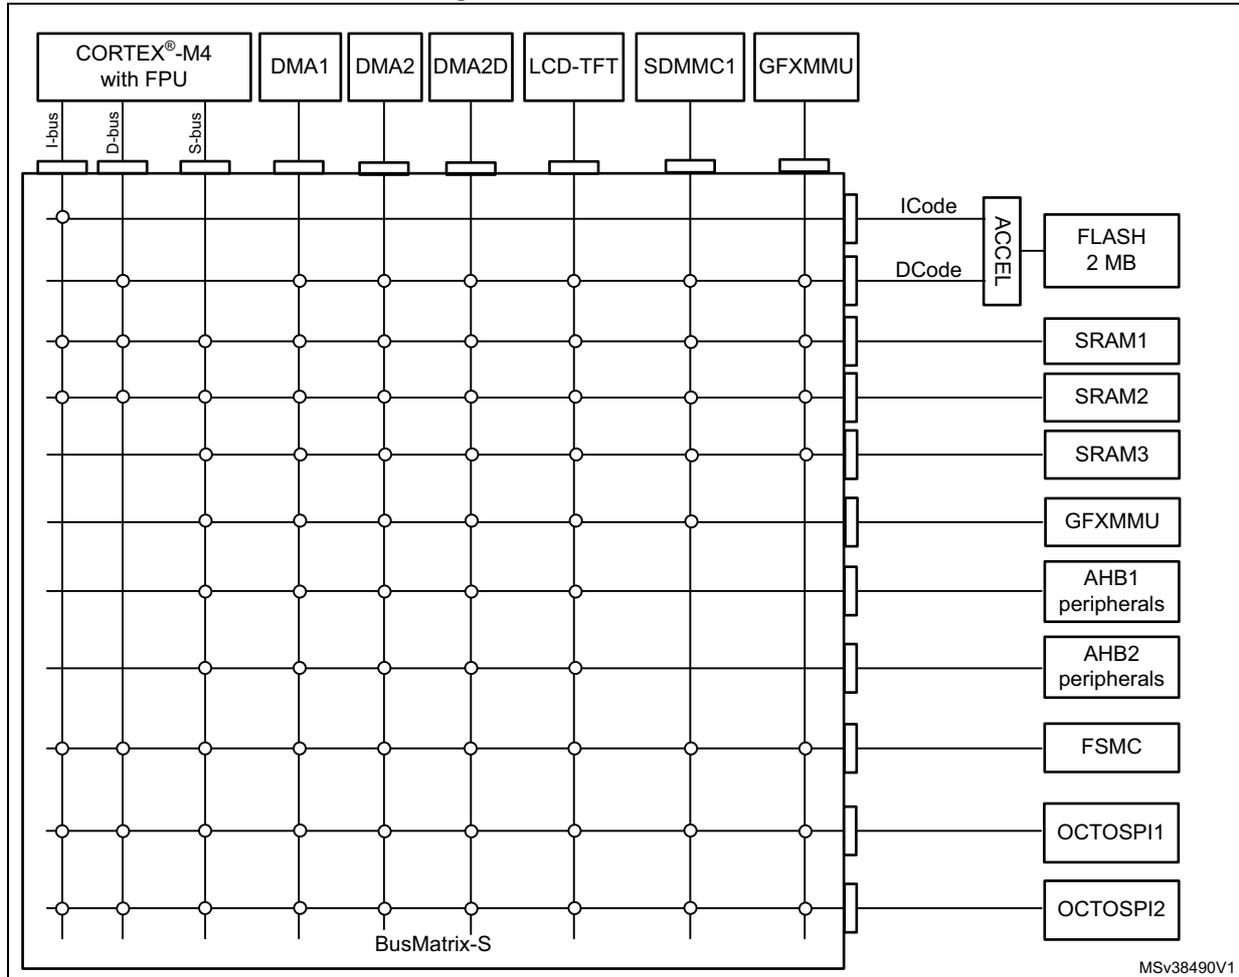 CORTEX®-M4
with FPU
DMA1
DMA2
DMA2D
LCD-TFT
SDMMC1
GFXMMU
I-bus
D-bus
S-bus
ICode
DCode
ACCEL
FLASH
2 MB
SRAM1
SRAM2
SRAM3
GFXMMU
AHB1
peripherals
AHB2
peripherals
FSMC
OCTOSPI1
OCTOSPI2
BusMatrix-S
MSv38490V1